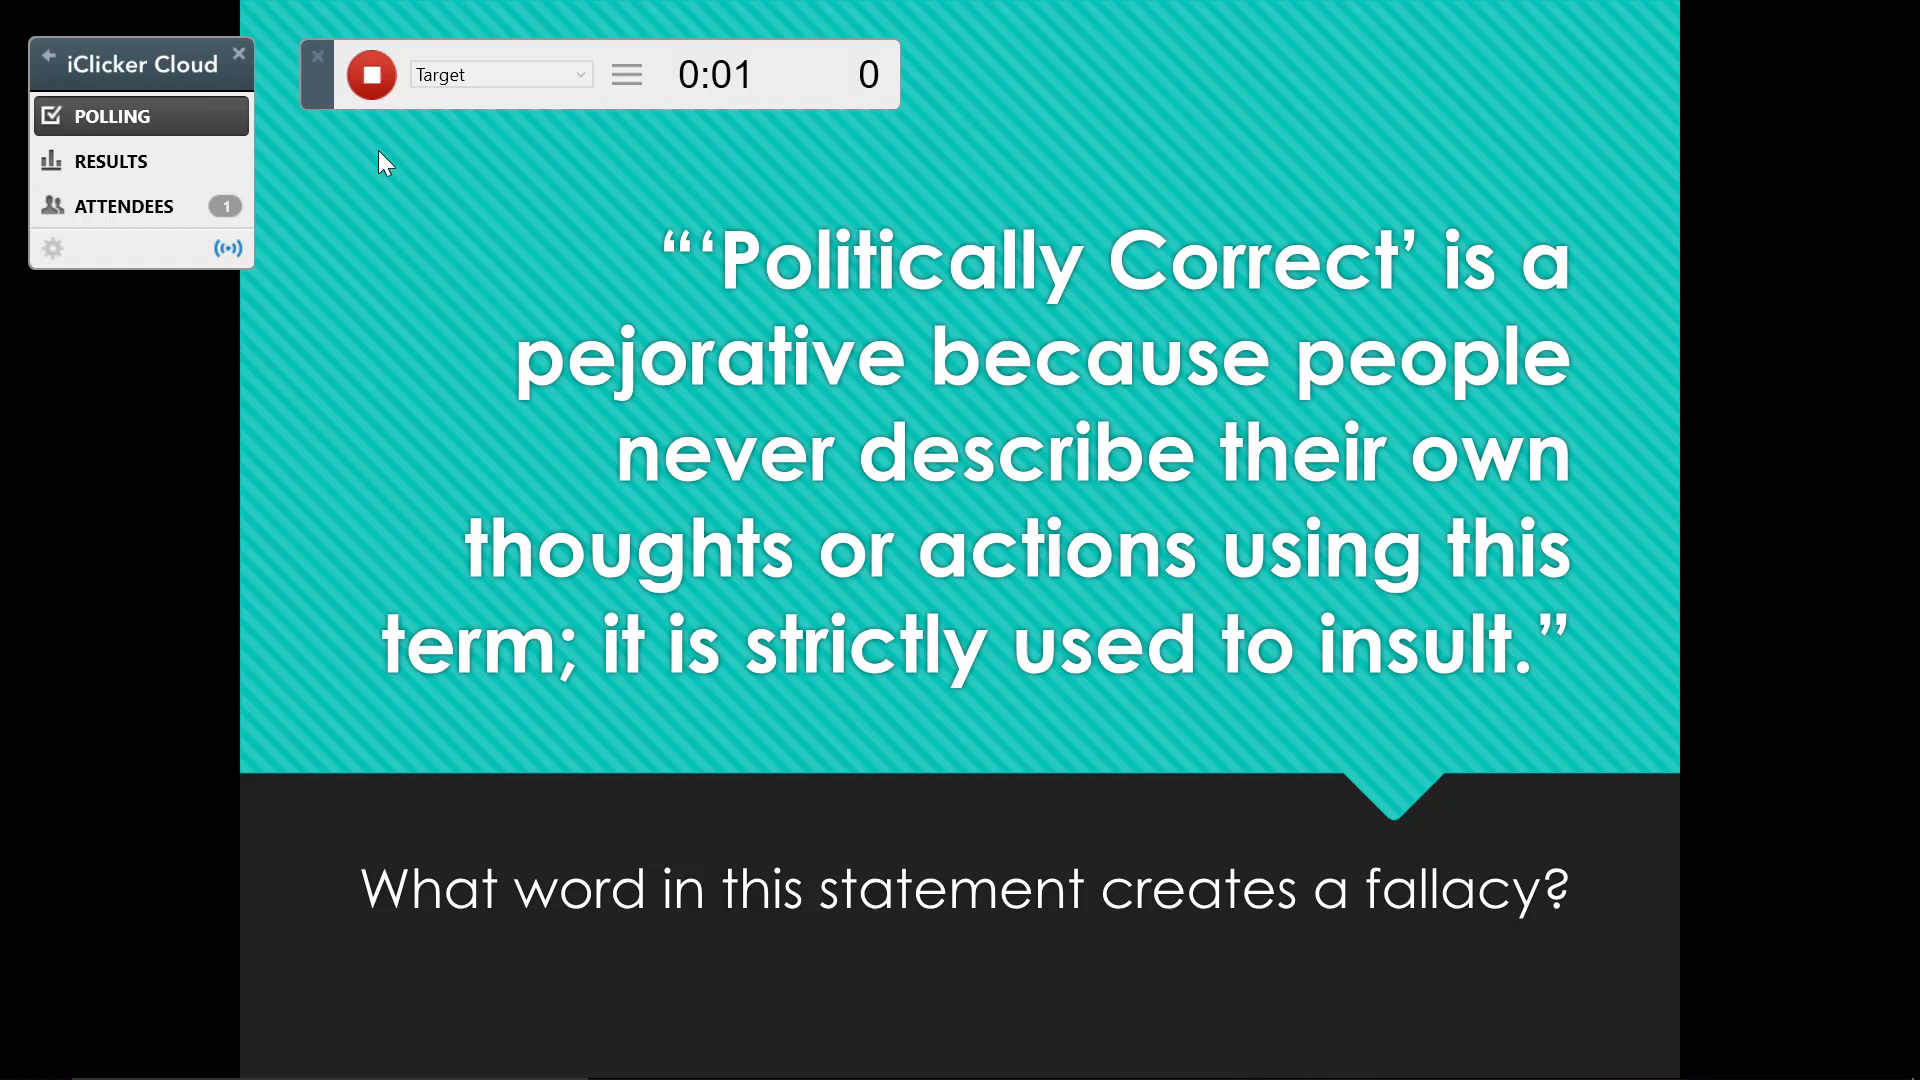 iClicker Cloud
POLLING
RESULTS
ATTENDEES 1
Target 0:01 0
“‘Politically Correct’ is a
pejorative because people
never describe their own
thoughts or actions using this
term; it is strictly used to insult.”
What word in this statement creates a fallacy?